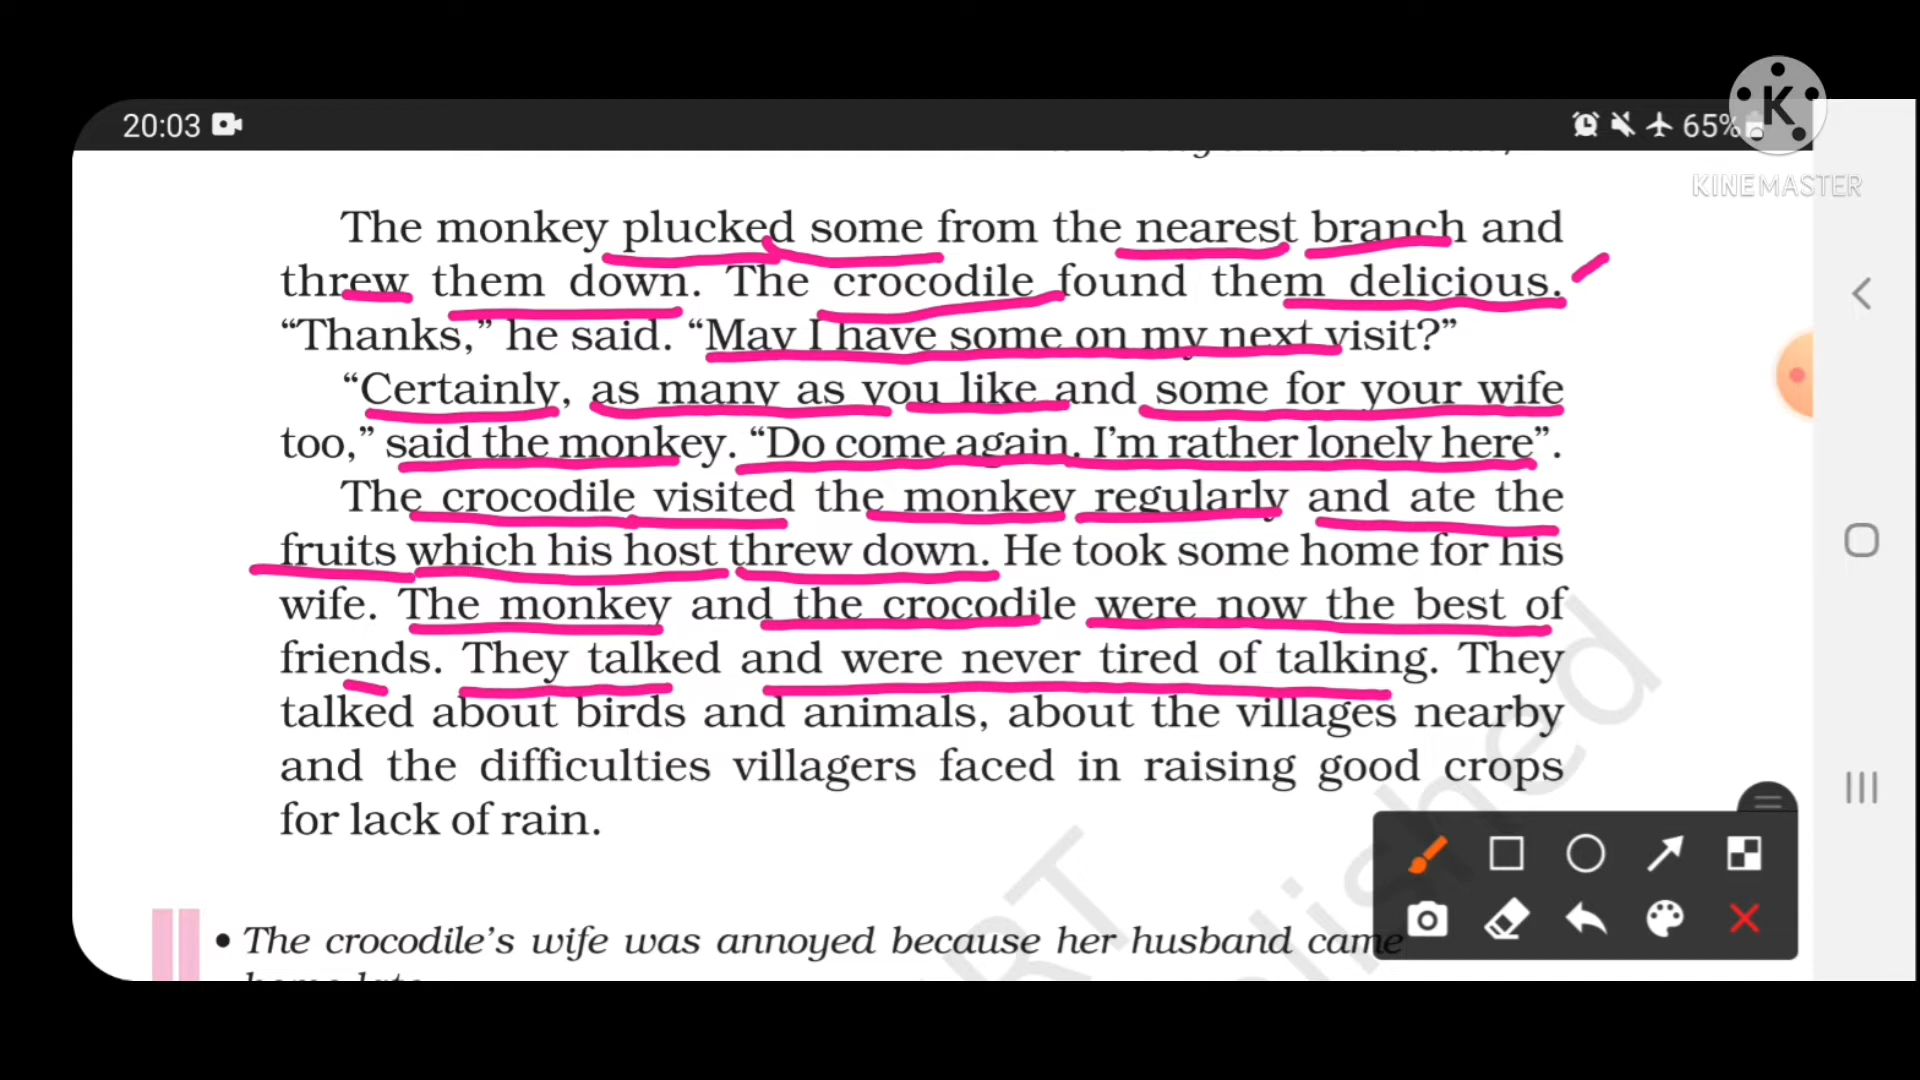 20:03
65%
KINEMASTER
The monkey plucked some from the nearest branch and
threw them down. The crocodile found them delicious.
“Thanks,” he said. “May I have some on my next visit?”
“Certainly, as many as you like and some for your wife
too,” said the monkey. “Do come again. I’m rather lonely here”.
The crocodile visited the monkey regularly and ate the
fruits which his host threw down. He took some home for his
wife. The monkey and the crocodile were now the best of
friends. They talked and were never tired of talking. They
talked about birds and animals, about the villages nearby
and the difficulties villagers faced in raising good crops
for lack of rain.
• The crocodile’s wife was annoyed because her husband came